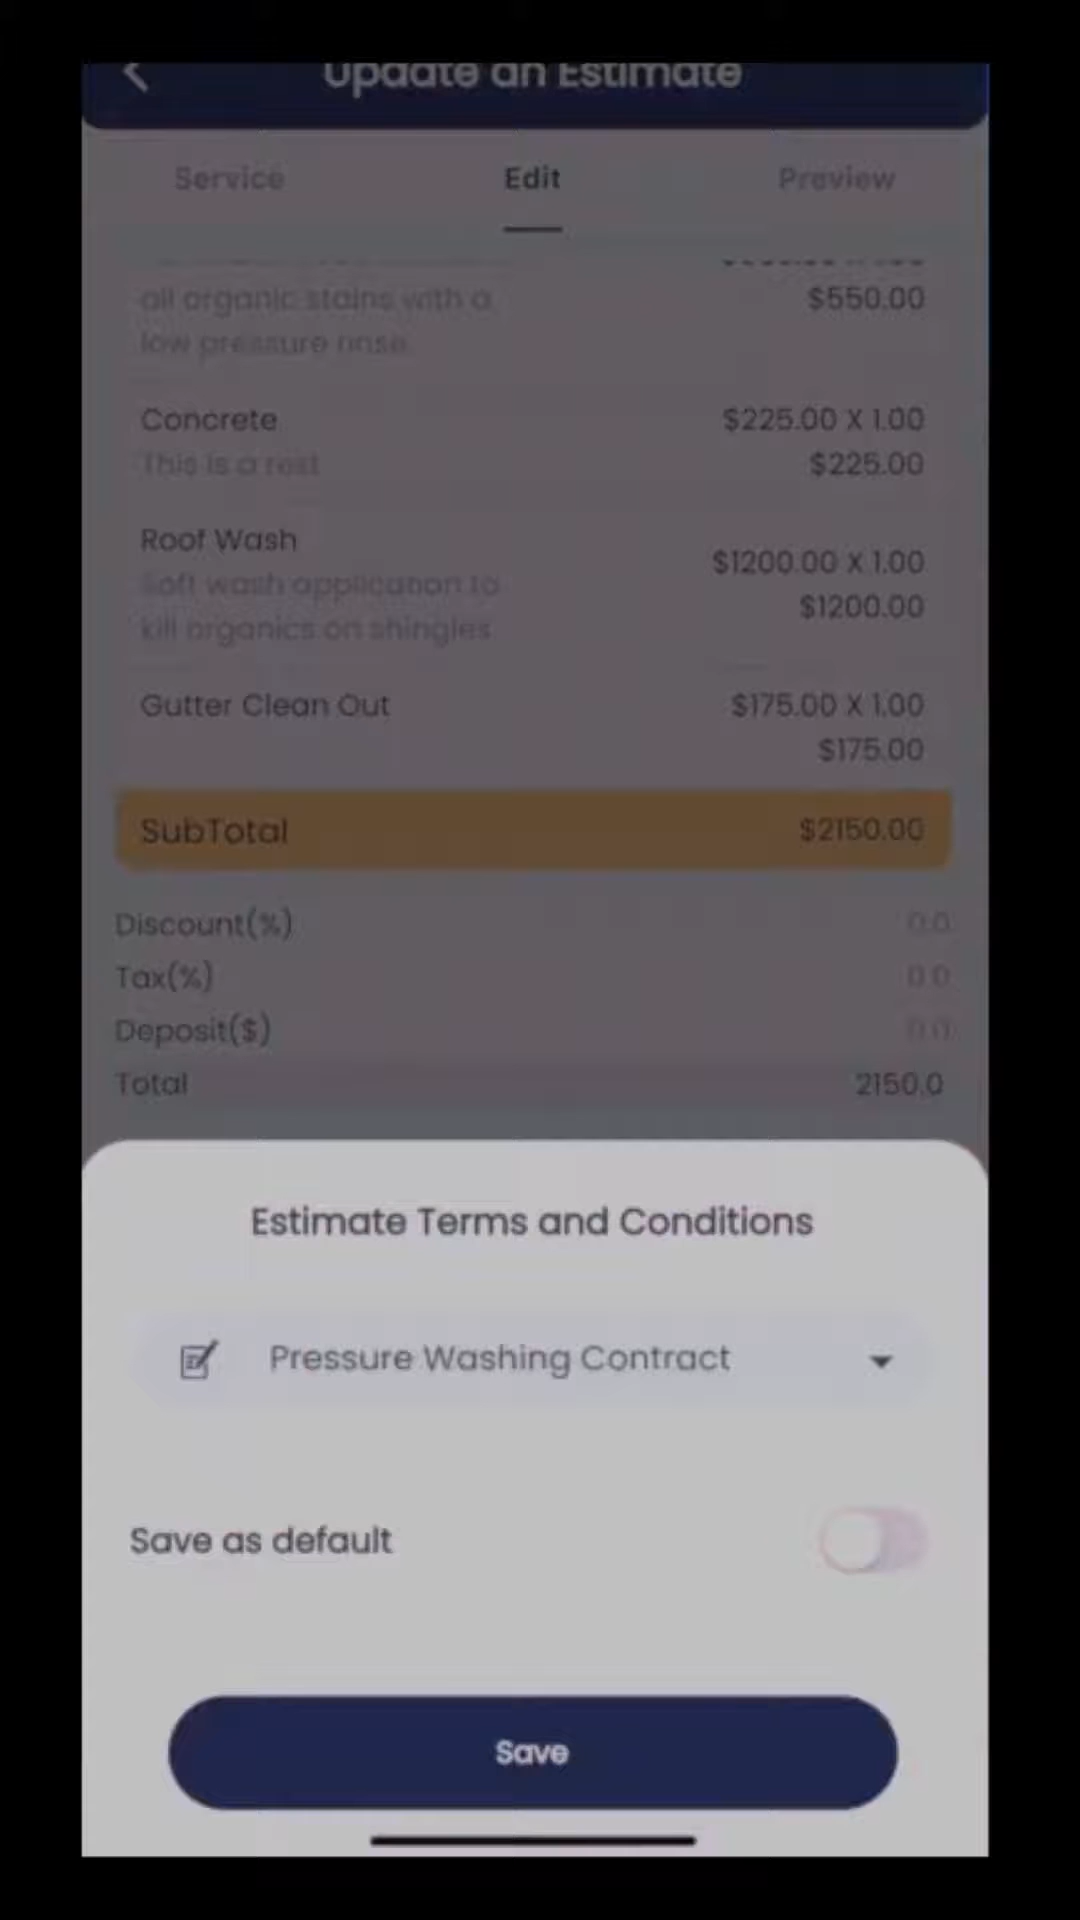 Update an Estimate
Service Edit Preview
all organic stains with a $550.00
low pressure rinse
Concrete $225.00 X 1.00
This is a rest $225.00
Roof Wash $1200.00 X 1.00
Soft wash application to
kill organics on shingles $1200.00
Gutter Clean Out $175.00 X 1.00
$175.00
SubTotal $2150.00
Discount(%) 0.0
Tax(%) 0.0
Deposit($) 0.0
Total 2150.0
Estimate Terms and Conditions
Pressure Washing Contract
Save as default
Save